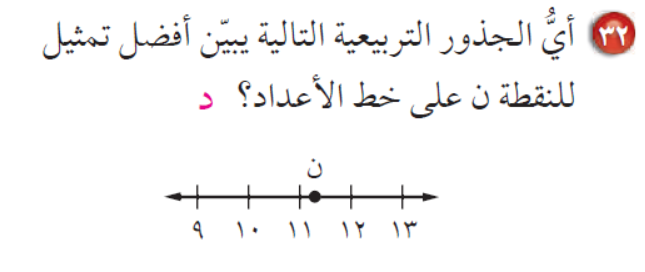 ٣٢ أيُّ الجذور التربيعية التالية يبيّن أفضل تمثيل
للنقطة ن على خط الأعداد؟ د
ن
٩ ١٠ ١١ ١٢ ١٣